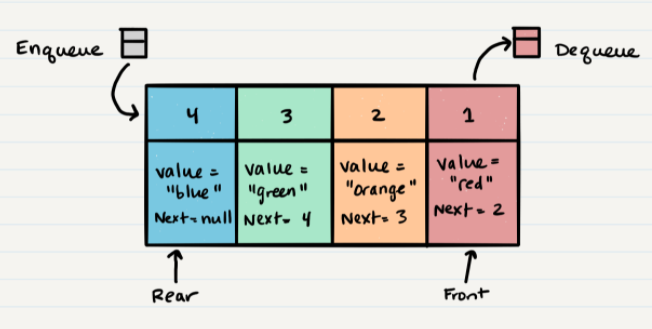 Enqueue
Dequeue
4
3
2
1
value =
"blue"
Next = null
value =
"green"
Next = 4
value =
"orange"
Next = 3
value =
"red"
Next = 2
Rear
Front